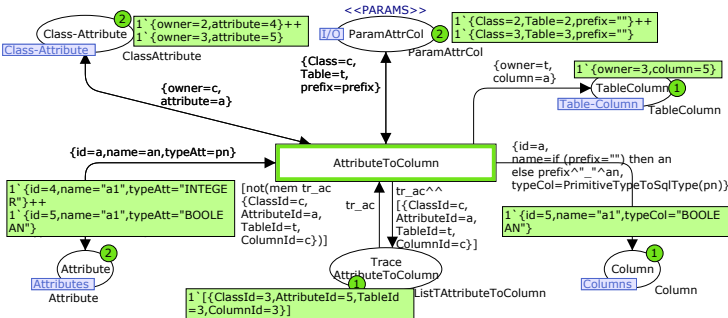 <<PARAMS>>
Class-Attribute
2
1`{owner=2,attribute=4}++
1`{owner=3,attribute=5}
Class-Attribute
ClassAttribute
I/O
ParamAttrCol
2
1`{Class=2,Table=2,prefix=""}++
1`{Class=3,Table=3,prefix=""}
ParamAttrCol
{owner=c,
attribute=a}
{Class=c,
Table=t,
prefix=prefix}
{owner=t,
column=a}
1`{owner=3,column=5}
TableColumn
1
Table-Column
TableColumn
{id=a,name=an,typeAtt=pn}
AttributeToColumn
{id=a,
name=if (prefix="") then an
else prefix^"_"^an,
typeCol=PrimitiveTypeToSqlType(pn)}
1`{id=4,name="a1",typeAtt="INTEGE
R"}++
1`{id=5,name="a1",typeAtt="BOOLE
AN"}
[not(mem tr_ac
{ClassId=c,
AttributeId=a,
TableId=t,
ColumnId=c})]
tr_ac
tr_ac^^
[{ClassId=c,
AttributeId=a,
TableId=t,
ColumnId=c}]
1`{id=5,name="a1",typeCol="BOOLE
AN"}
Attribute
2
Attributes
Attribute
Trace
AttributeToColumn
1
ListTAttributeToColumn
1`[{ClassId=3,AttributeId=5,TableId
=3,ColumnId=3}]
Column
1
Columns
Column